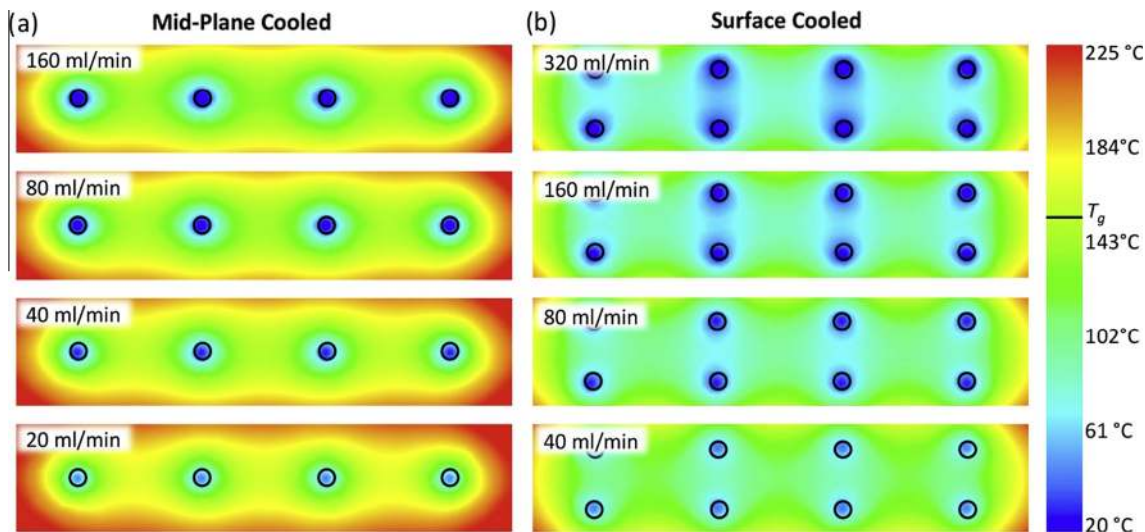 (a)
Mid-Plane Cooled
160 ml/min
80 ml/min
40 ml/min
20 ml/min
(b)
Surface Cooled
320 ml/min
160 ml/min
80 ml/min
40 ml/min
225 °C
184°C
Tg
143°C
102°C
61 °C
20 °C